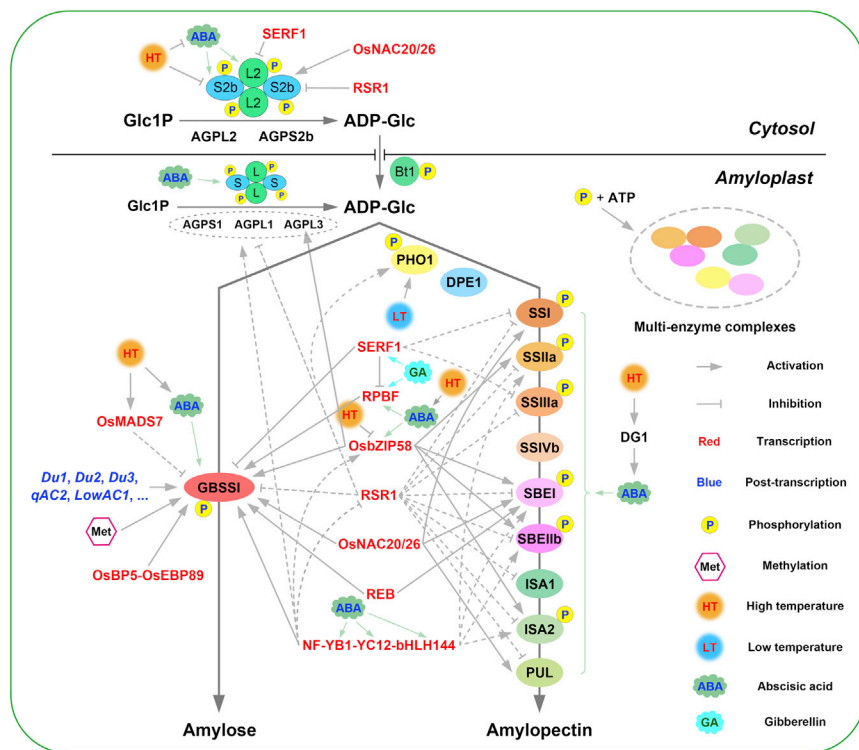 HT
ABA
SERF1
OsNAC20/26
RSR1
P
L2
P
S2b
S2b
L2
P
P
Glc1P
ADP-Glc
AGPL2 AGPS2b
Cytosol
Bt1 P
Amyloplast
ABA
P
L
P
S
S
L
P
P
Glc1P
ADP-Glc
AGPS1 AGPL1 AGPL3
P + ATP
Multi-enzyme complexes
P
PHO1
DPE1
LT
HT
ABA
OsMADS7
Du1, Du2, Du3,
qAC2, LowAC1, ...
Met
OsBP5-OsEBP89
GBSSI
P
SERF1
GA
RPBF
HT
HT
ABA
OsbZIP58
RSR1
OsNAC20/26
REB
ABA
NF-YB1-YC12-bHLH144
SSI P
SSIIa P
SSIIIa P
SSIVb
SBEI P
SBEIIb P
ISA1
ISA2 P
PUL
HT
DG1
ABA
Activation
Inhibition
Red Transcription
Blue Post-transcription
P Phosphorylation
Met Methylation
HT High temperature
LT Low temperature
ABA Abscisic acid
GA Gibberellin
Amylose
Amylopectin